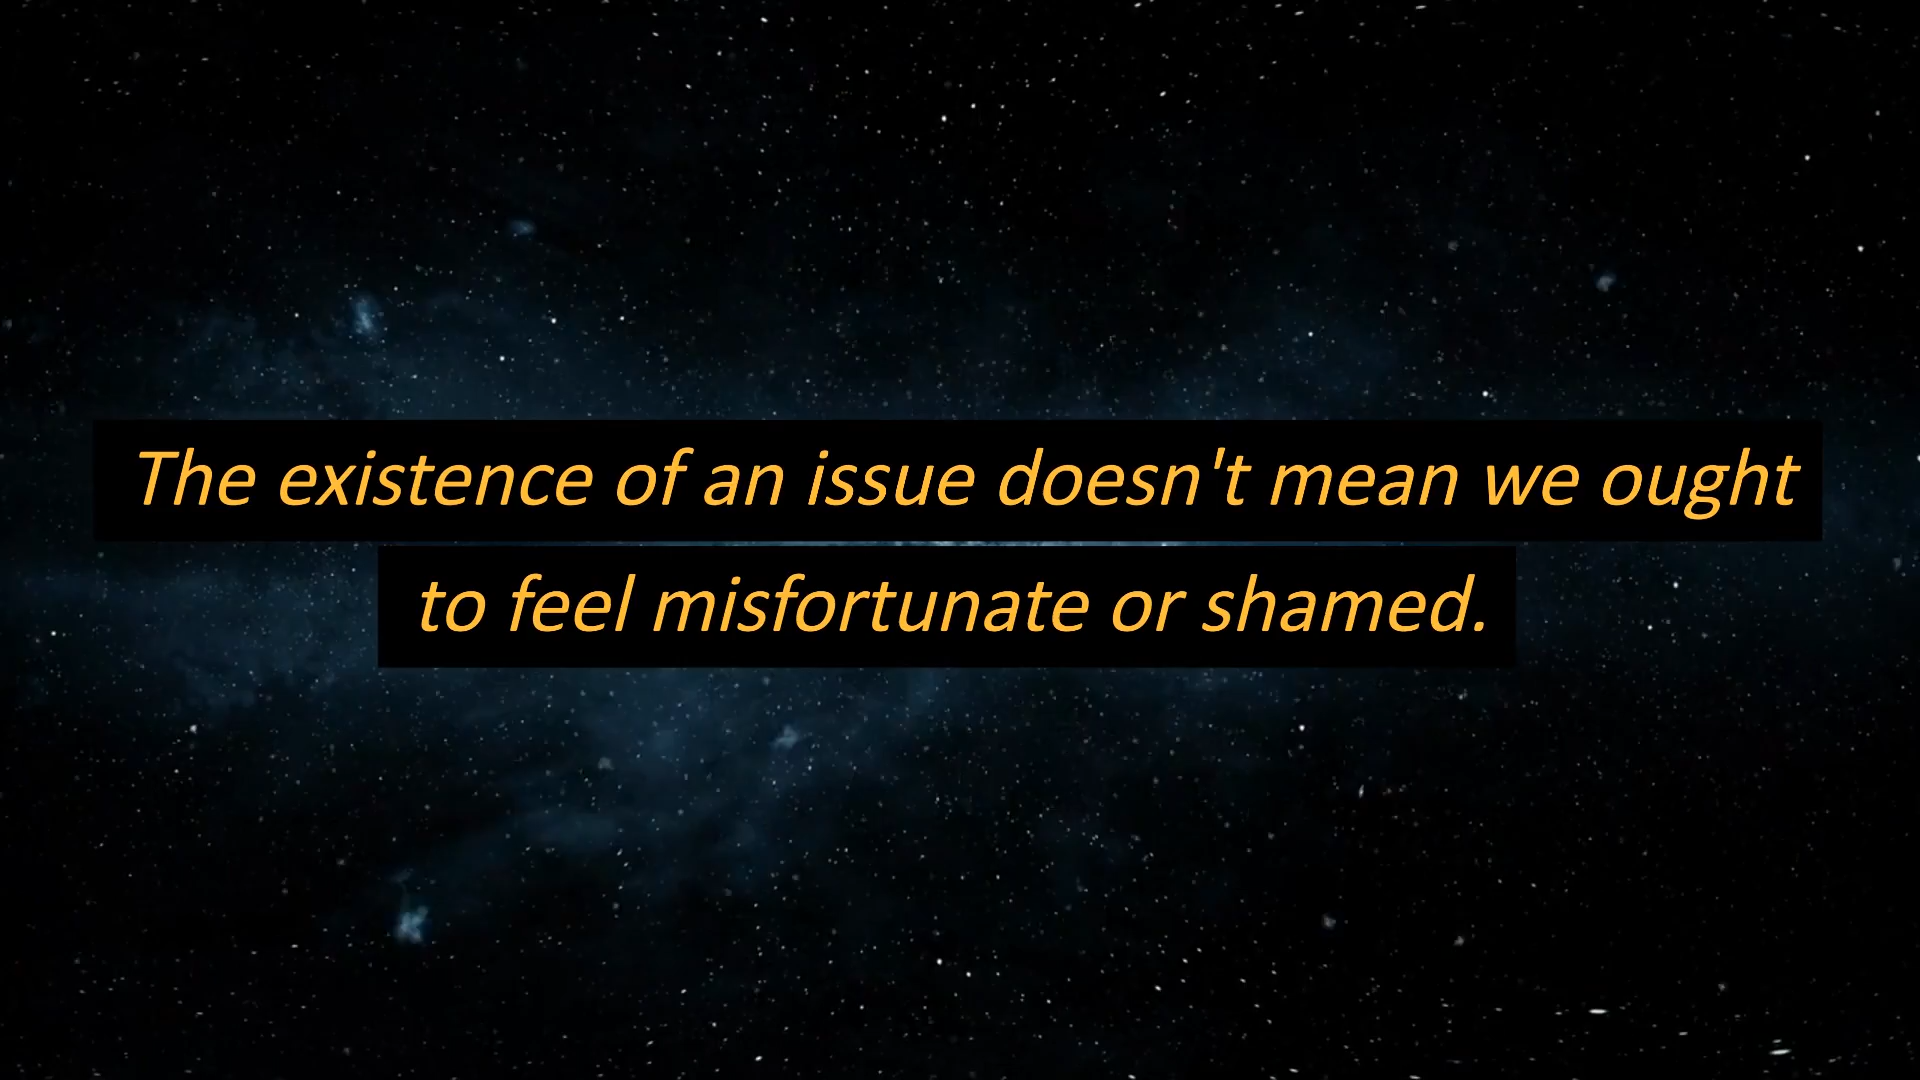 The existence of an issue doesn't mean we ought
to feel misfortunate or shamed.